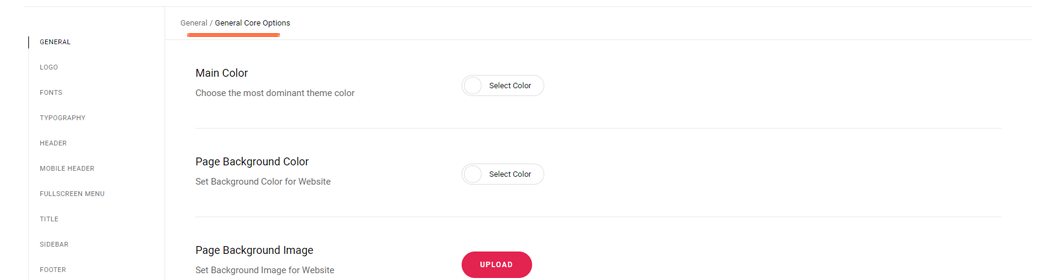 General / General Core Options
GENERAL
LOGO
FONTS
TYPOGRAPHY
HEADER
MOBILE HEADER
FULLSCREEN MENU
TITLE
SIDEBAR
FOOTER
Main Color
Choose the most dominant theme color
Select Color
Page Background Color
Set Background Color for Website
Select Color
Page Background Image
Set Background Image for Website
UPLOAD